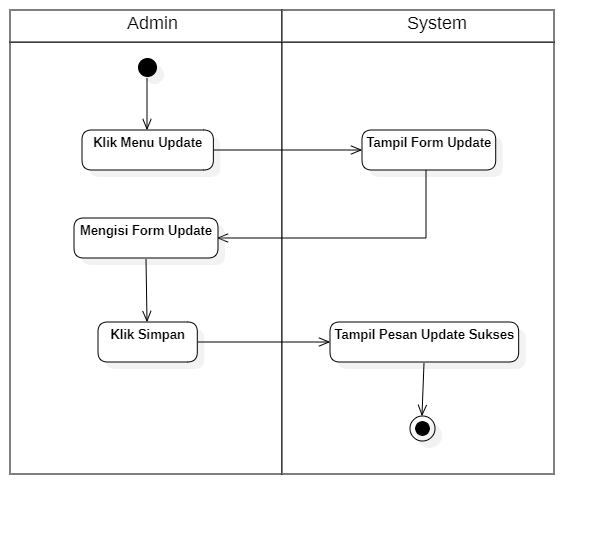 Admin
System
Klik Menu Update
Tampil Form Update
Mengisi Form Update
Klik Simpan
Tampil Pesan Update Sukses